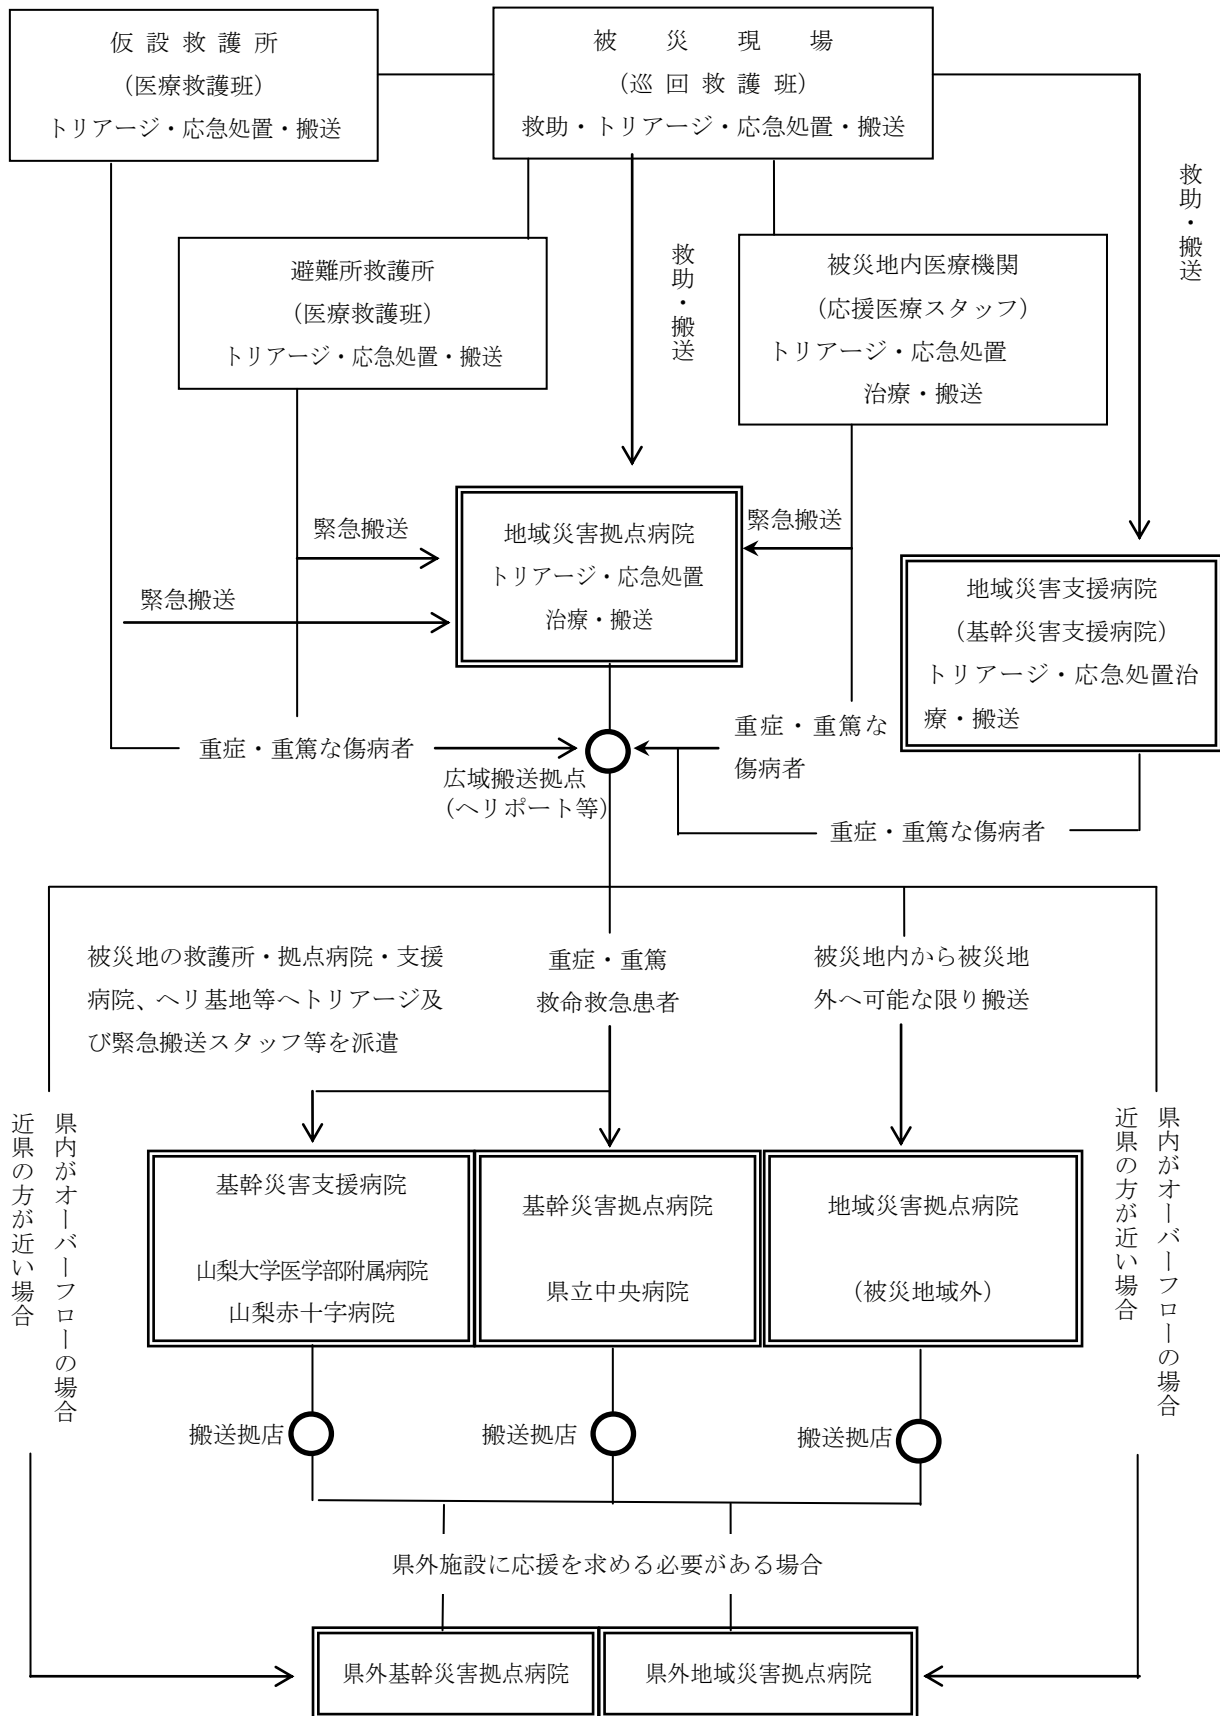 仮設救護所
（医療救護班）
トリアージ・応急処置・搬送
被災現場
（巡回救護班）
救助・トリアージ・応急処置・搬送
救助・搬送
救助・搬送
避難所救護所
（医療救護班）
トリアージ・応急処置・搬送
被災地内医療機関
（応援医療スタッフ）
トリアージ・応急処置
治療・搬送
緊急搬送
緊急搬送
緊急搬送
地域災害拠点病院
トリアージ・応急処置
治療・搬送
地域災害支援病院
（基幹災害支援病院）
トリアージ・応急処置治
療・搬送
重症・重篤な傷病者
広域搬送拠点
（ヘリポート等）
重症・重篤な
傷病者
重症・重篤な傷病者
被災地の救護所・拠点病院・支援
病院、ヘリ基地等へトリアージ及
び緊急搬送スタッフ等を派遣
重症・重篤
救命救急患者
被災地内から被災地
外へ可能な限り搬送
県内がオーバーフローの場合
近県の方が近い場合
県内がオーバーフローの場合
近県の方が近い場合
基幹災害支援病院
山梨大学医学部附属病院
山梨赤十字病院
基幹災害拠点病院
県立中央病院
地域災害拠点病院
（被災地域外）
搬送拠店
搬送拠店
搬送拠店
県外施設に応援を求める必要がある場合
県外基幹災害拠点病院
県外地域災害拠点病院